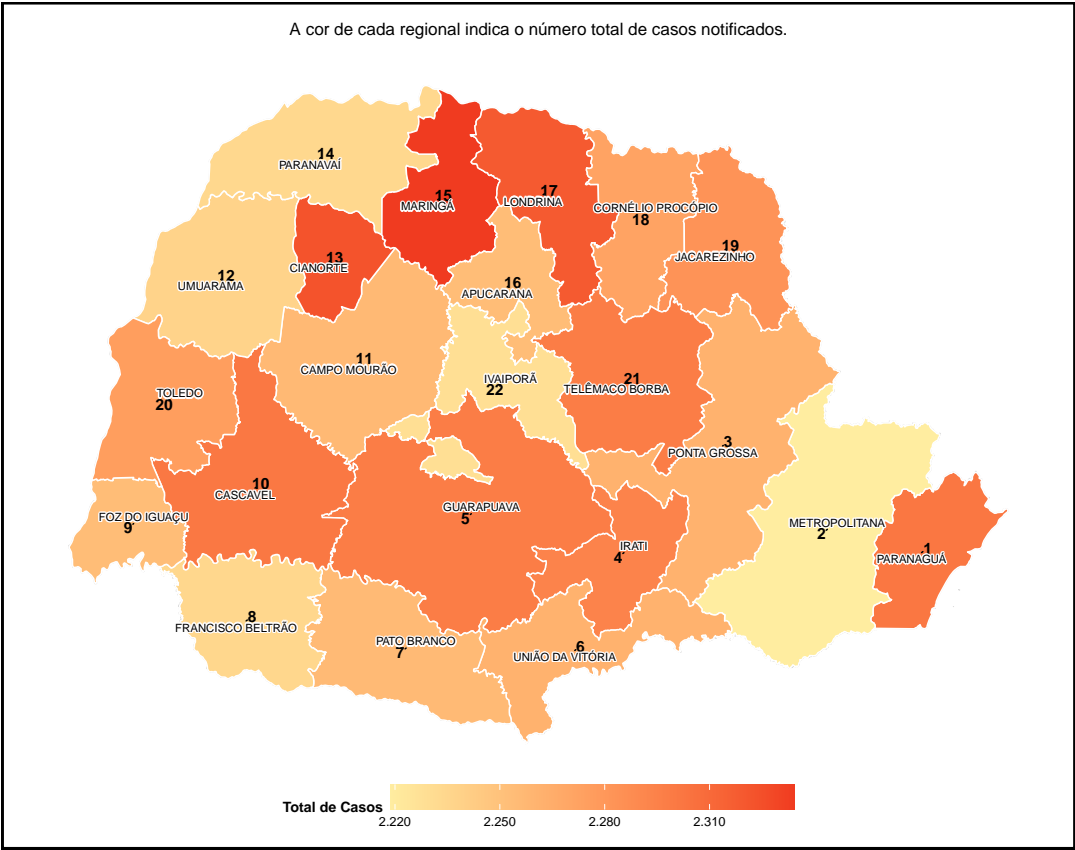 A cor de cada regional indica o número total de casos notificados.
14
PARANAVAÍ
15
MARINGÁ
17
LONDRINA
CORNÉLIO PROCÓPIO
18
19
JACAREZINHO
13
CIANORTE
12
UMUARAMA
16
APUCARANA
11
CAMPO MOURÃO
IVAIPORÃ
22
21
TELÊMACO BORBA
TOLEDO
20
3
PONTA GROSSA
10
CASCAVEL
FOZ DO IGUAÇU
9
GUARAPUAVA
5
METROPOLITANA
2
IRATI
4
1
PARANAGUÁ
8
FRANCISCO BELTRÃO
PATO BRANCO
7
6
UNIÃO DA VITÓRIA
Total de Casos
2.220 2.250 2.280 2.310